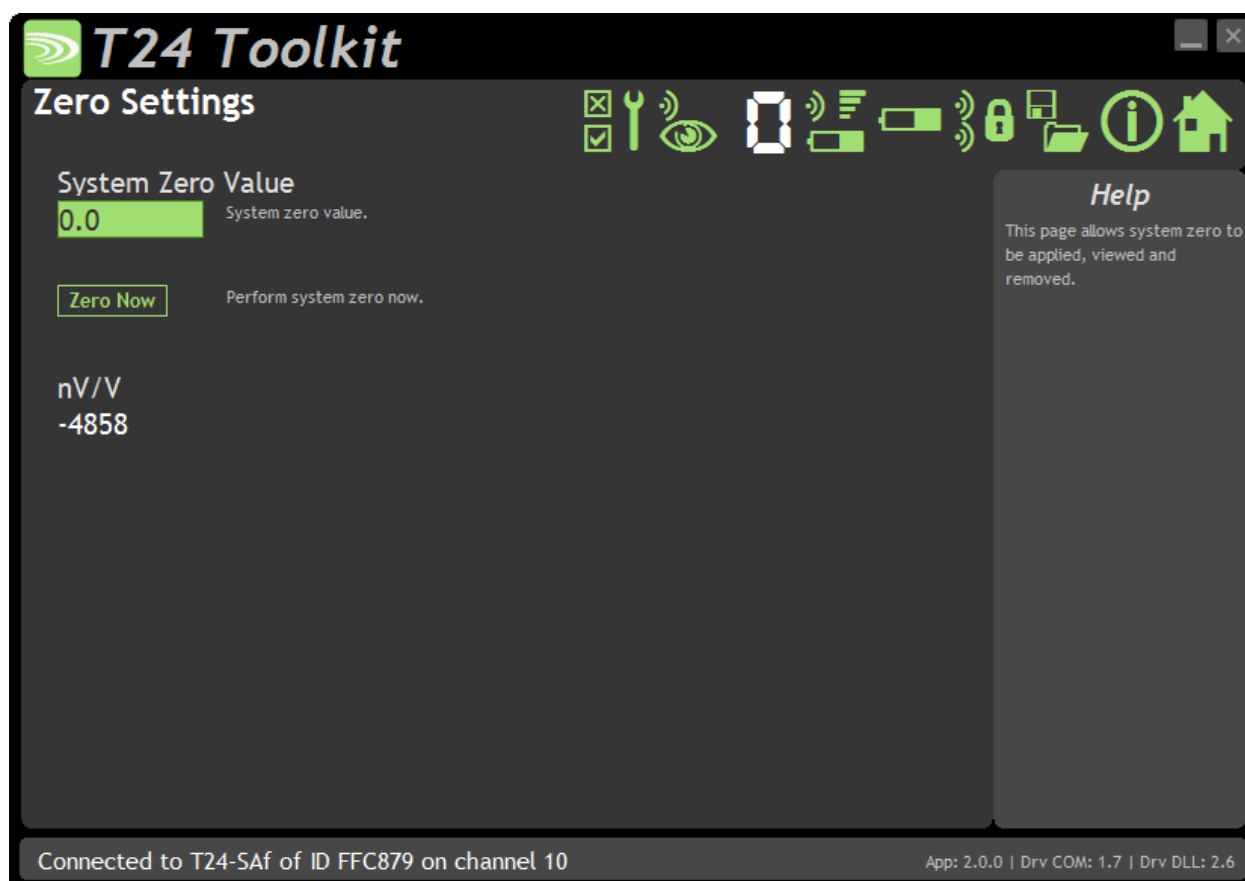 T24 Toolkit
Zero Settings
0
System Zero Value
0.0
System zero value.
Zero Now
Perform system zero now.
nV/V
-4858
Help
This page allows system zero to
be applied, viewed and
removed.
Connected to T24-SAf of ID FFC879 on channel 10
App: 2.0.0 | Drv COM: 1.7 | Drv DLL: 2.6